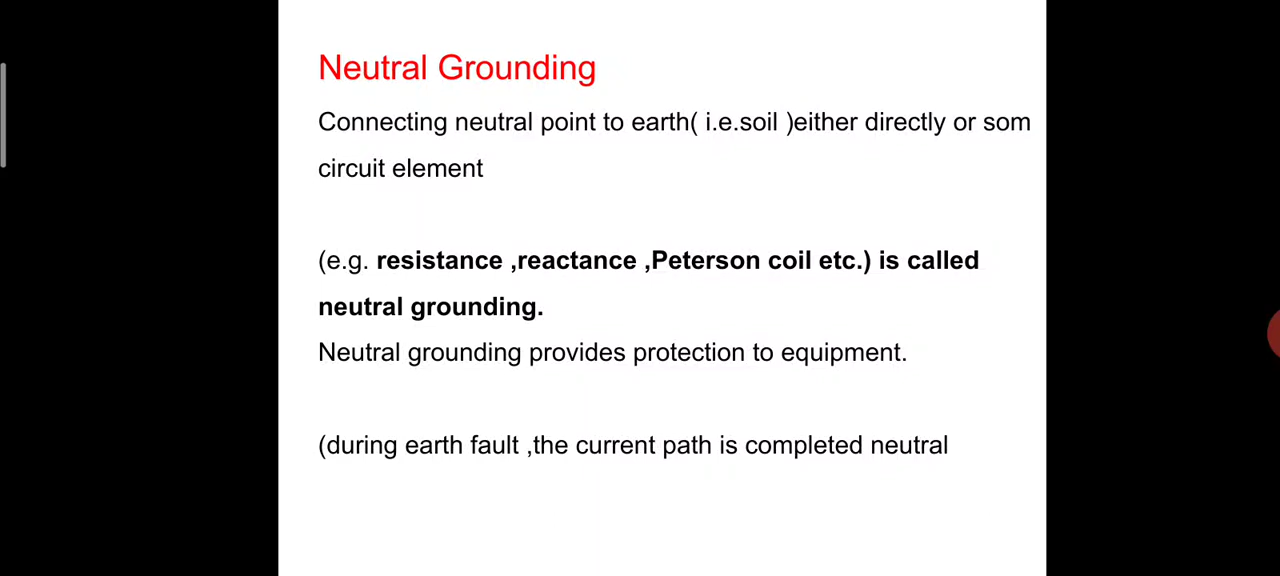 Neutral Grounding
Connecting neutral point to earth( i.e.soil )either directly or som
circuit element
(e.g. resistance ,reactance ,Peterson coil etc.) is called
neutral grounding.
Neutral grounding provides protection to equipment.
(during earth fault ,the current path is completed neutral